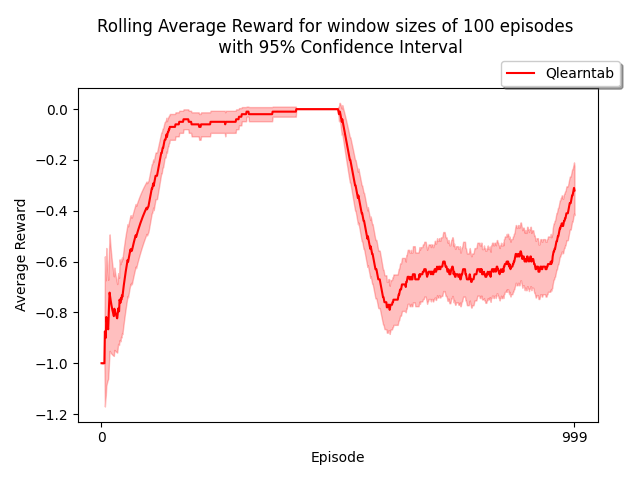 Rolling Average Reward for window sizes of 100 episodes
with 95% Confidence Interval
Qlearntab
0.0
−0.2
−0.4
−0.6
−0.8
−1.0
−1.2
Average Reward
0
999
Episode